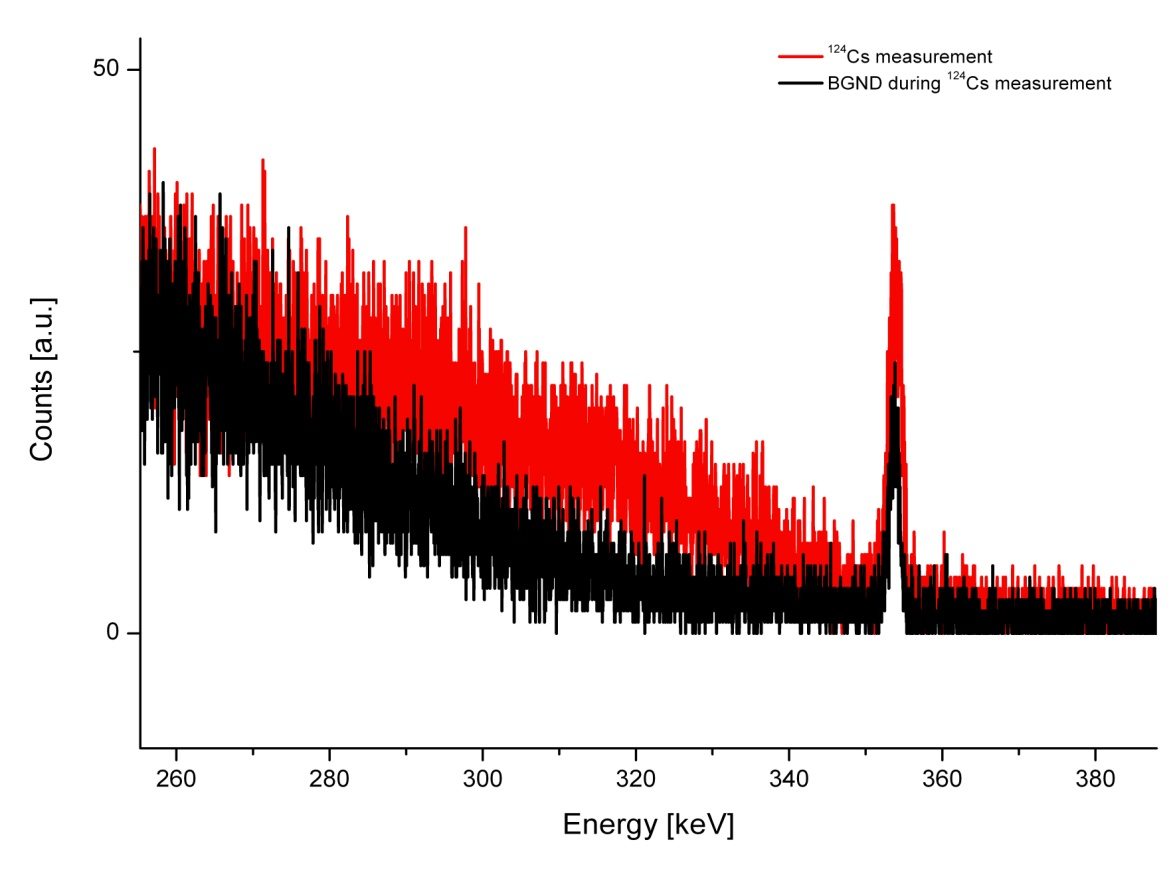 ¹²⁴Cs measurement
BGND during ¹²⁴Cs measurement
50
0
Counts [a.u.]
260 280 300 320 340 360 380
Energy [keV]